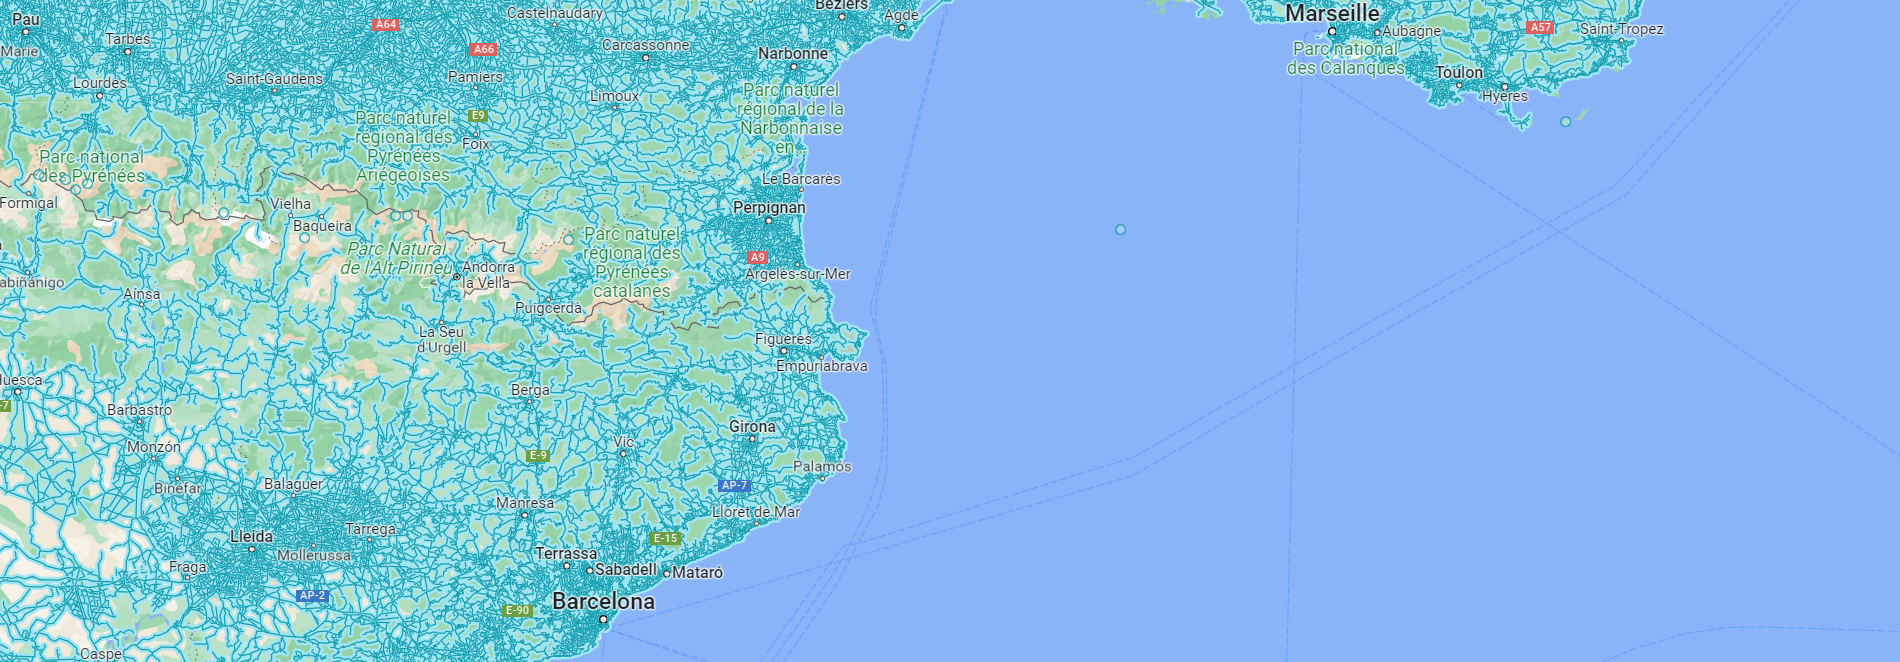 Pau
Marie
Tarbes
Lourdes
Saint-Gaudens
A64
A66
Pamiers
Castelnaudary
Carcassonne
Limoux
Béziers
Agde
Narbonne
Marseille
Aubagne
Parc national
des Calanques
Toulon
Hyères
A57
Saint-Tropez
Parc naturel
régional de la
Narbonnaise
en...
Parc naturel
régional des
Pyrénées
Ariégeoises
E9
Foix
Parc national
des Pyrénées
Formigal
Vielha
Baqueira
Parc Natural
de l'Alt Pirineu
Andorra
la Vella
Le Barcarès
Perpignan
A9
Argelès-sur-Mer
Parc naturel
régional des
Pyrénées
catalanes
Puigcerdà
abiñánigo
Aínsa
La Seu
d'Urgell
Figueres
Empuriabrava
Huesca
-7
Barbastro
Monzón
Binéfar
Berga
Vic
E-9
Girona
Palamós
AP-7
Balaguer
Manresa
Lloret de Mar
Lleida
Tàrrega
Mollerussa
Fraga
E-15
Terrassa
Sabadell
Mataró
AP-2
E-90
Barcelona
Caspe